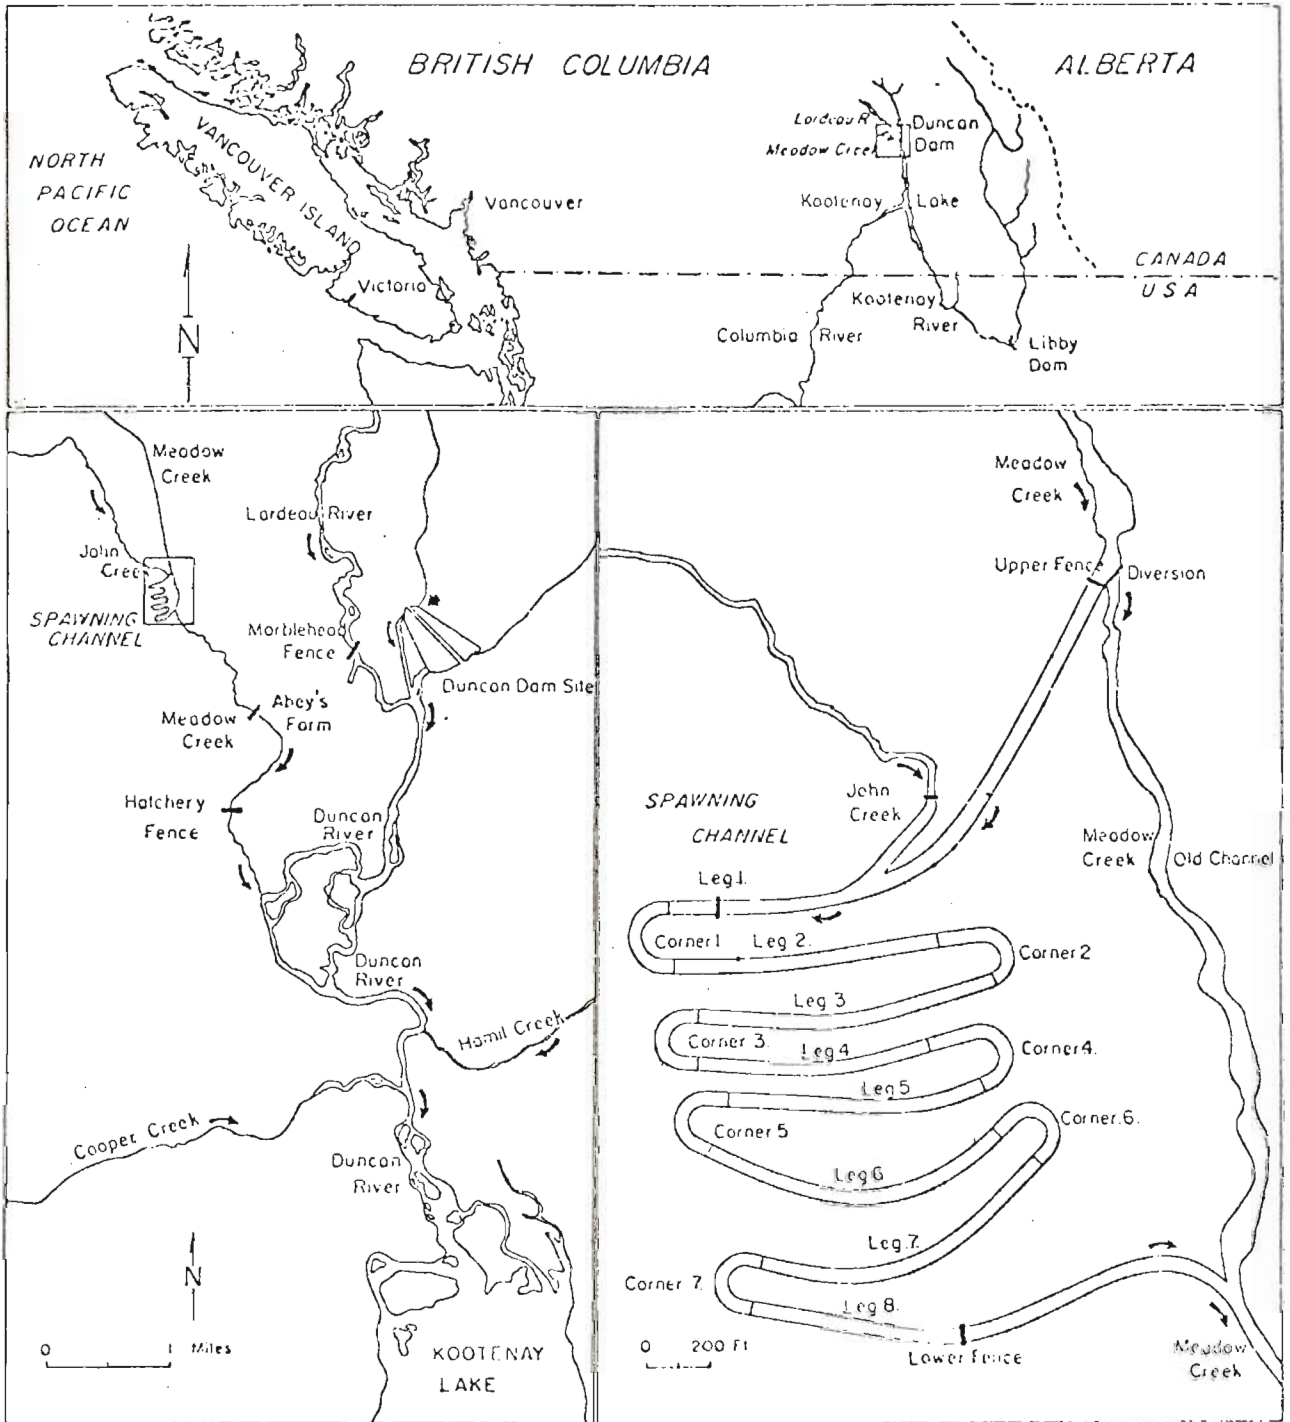 BRITISH COLUMBIA
ALBERTA
NORTH
PACIFIC
OCEAN
VANCOUVER ISLAND
Vancouver
Victoria
N
Lardeau R
Meadow Creek
Duncan
Dam
Kootenay Lake
CANADA
USA
Kootenay
River
Columbia River
Libby
Dam
Meadow
Creek
Lardeau River
John
Cree
SPAWNING
CHANNEL
Marblehead
Fence
Duncan Dam Site
Meadow
Creek
Abey's
Farm
Hatchery
Fence
Duncan
River
Duncan
River
Hamil Creek
Cooper Creek
Duncan
River
N
0 1 Miles
KOOTENAY
LAKE
Meadow
Creek
Upper Fence
Diversion
John
Creek
SPAWNING
CHANNEL
Meadow
Creek
Old Channel
Leg 1.
Corner 1
Leg 2.
Corner 2
Leg 3
Corner 3.
Leg 4
Corner 4.
Leg 5
Corner 5
Corner.6.
Leg 6
Leg.7.
Corner 7.
Leg 8.
0 200 Ft
Lower Fence
Meadow
Creek